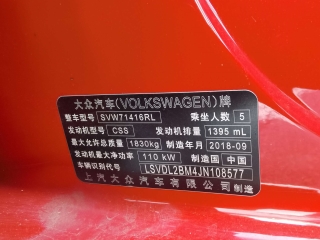 大众汽车(VOLKSWAGEN)牌
整车型号 SVW71416RL 乘坐人数 5
发动机型号 CSS 发动机排量 1395 mL
最大允许总质量 1830kg 制造年月 2018-09
发动机最大净功率 110 kW 制造国 中国
车辆识别代号 LSVDL2BM4JN108577
上汽大众汽车有限公司制造